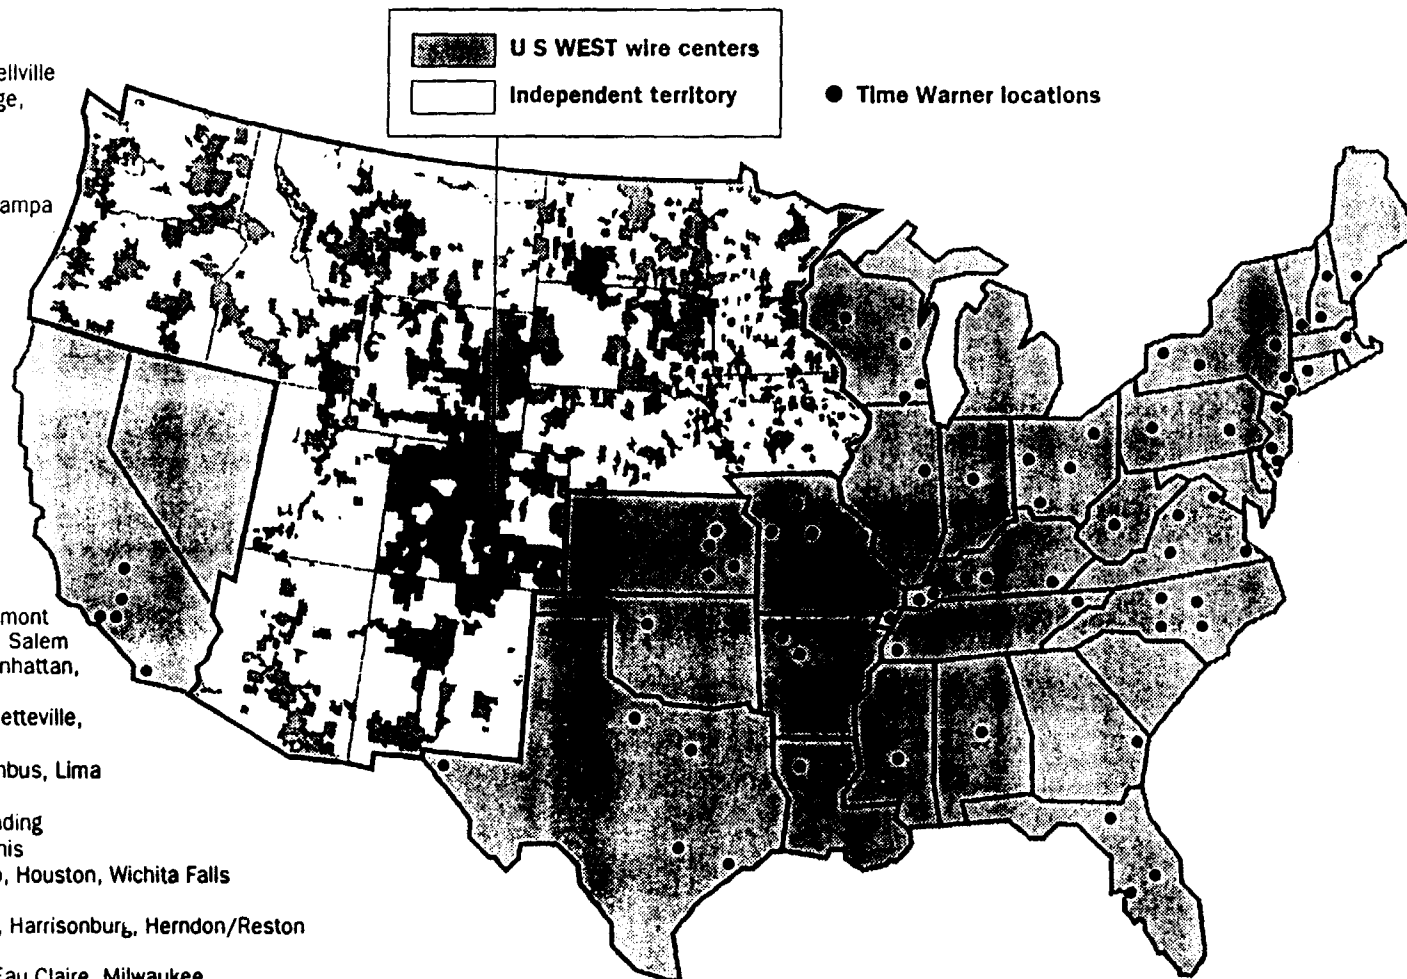 U S WEST wire centers
Independent territory
Time Warner locations
ellville
ge,
ampa
mont
Salem
nhattan,
etteville,
nbus, Lima
ding
his
o, Houston, Wichita Falls
, Harrisonburg, Herndon/Reston
Eau Claire, Milwaukee